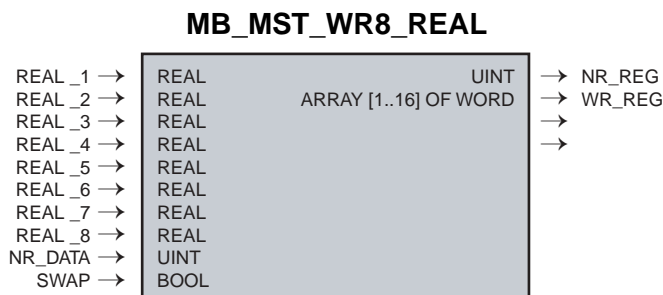 MB_MST_WR8_REAL
REAL _1 → REAL UINT → NR_REG
REAL _2 → REAL ARRAY [1..16] OF WORD → WR_REG
REAL _3 → REAL →
REAL _4 → REAL →
REAL _5 → REAL
REAL _6 → REAL
REAL _7 → REAL
REAL _8 → REAL
NR_DATA → UINT
SWAP → BOOL